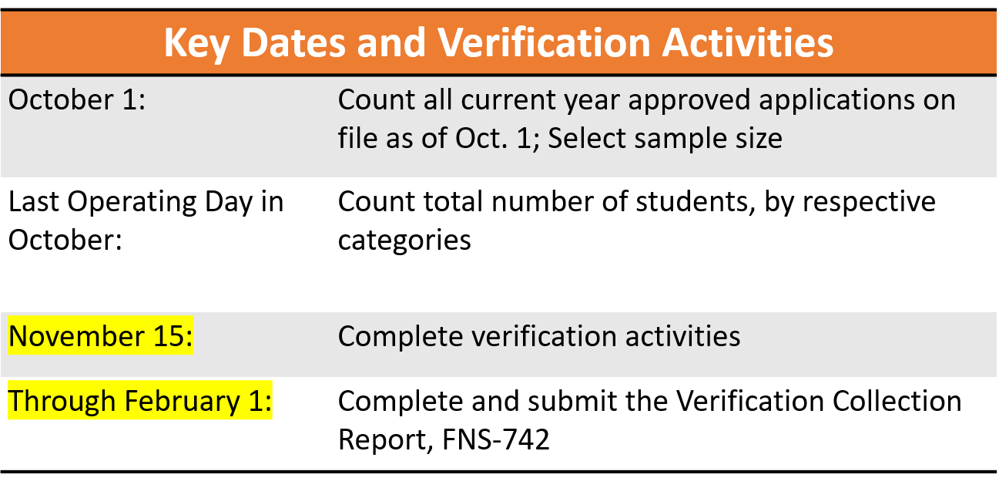 Key Dates and Verification Activities
October 1:
Count all current year approved applications on
file as of Oct. 1; Select sample size
Last Operating Day in
October:
Count total number of students, by respective
categories
November 15:
Complete verification activities
Through February 1:
Complete and submit the Verification Collection
Report, FNS-742